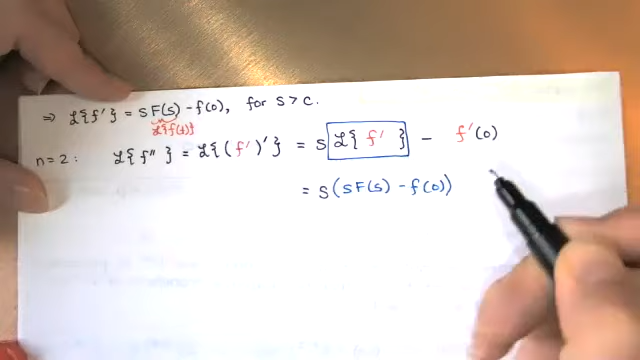 ⇒ ℒ{f'} = sF(s) - f(0), for s > c.
ℒ{f(t)}
n = 2: ℒ{f''} = ℒ{(f')'} = s ℒ{f'} - f'(0)
= s(sF(s) - f(0))